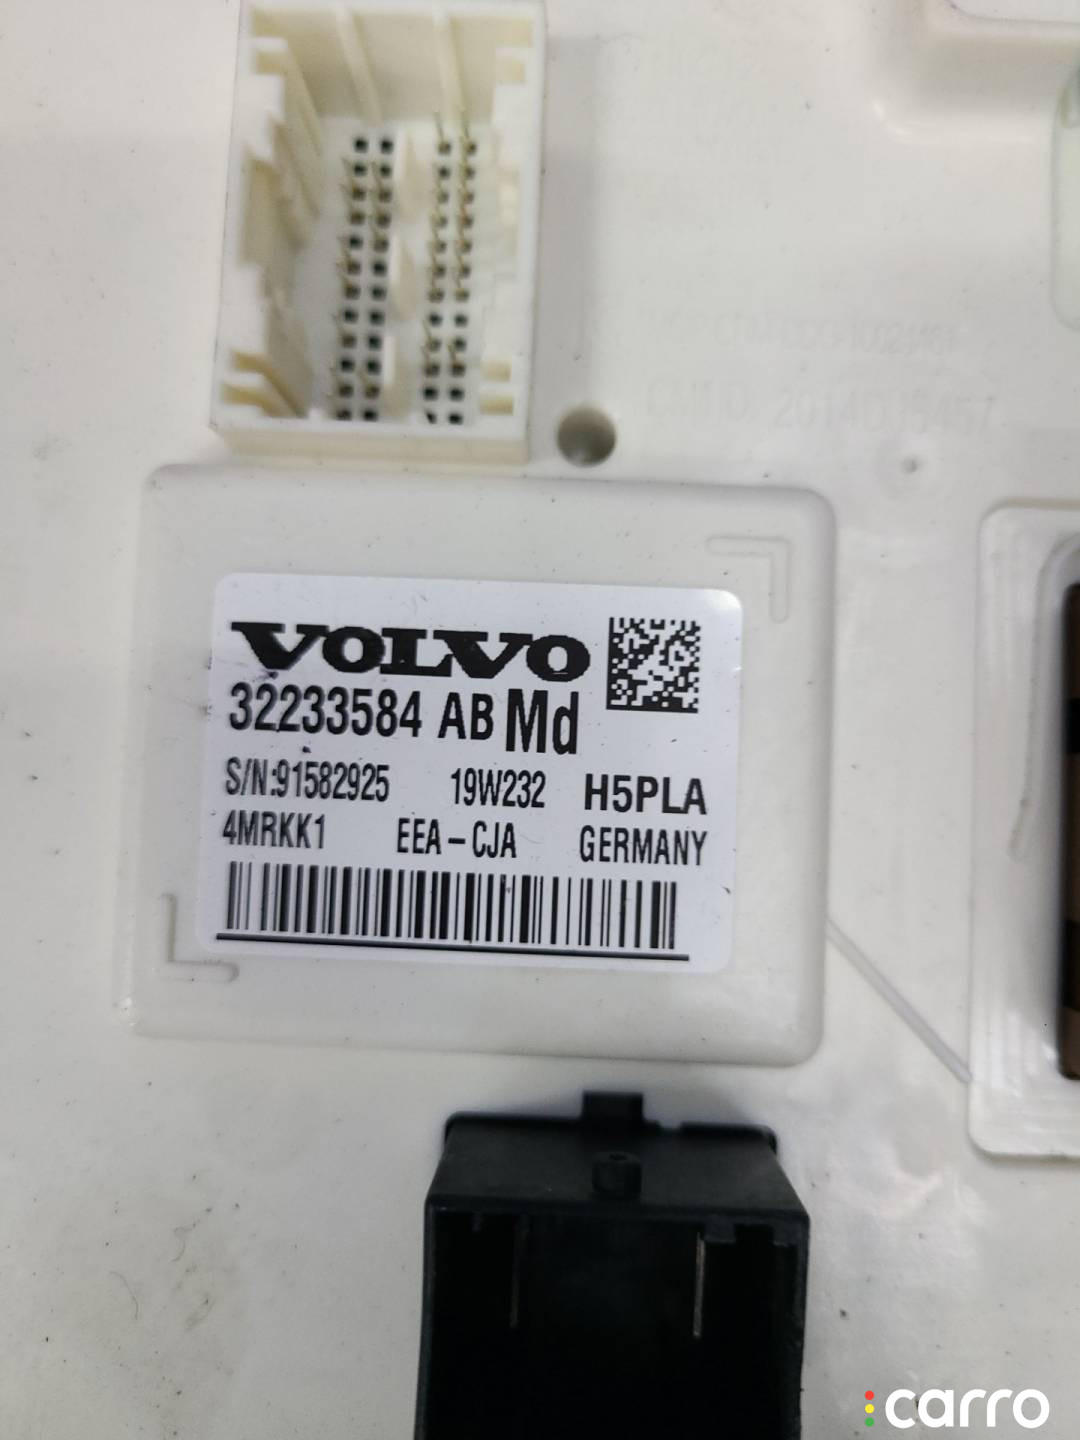 VOLVO
32233584 AB Md
S/N:91582925 19W232 H5PLA
4MRKK1 EEA-CJA GERMANY
carro